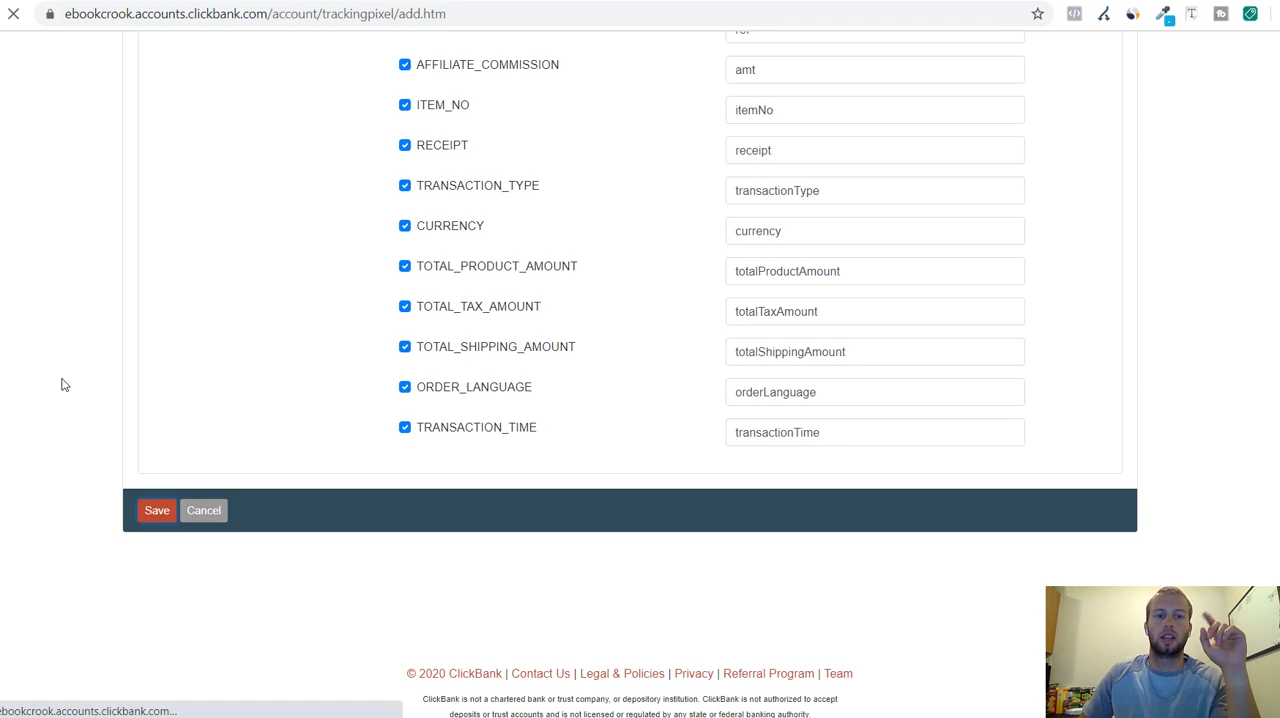 ebookcrook.accounts.clickbank.com/account/trackingpixel/add.htm
AFFILIATE_COMMISSION amt
ITEM_NO itemNo
RECEIPT receipt
TRANSACTION_TYPE transactionType
CURRENCY currency
TOTAL_PRODUCT_AMOUNT totalProductAmount
TOTAL_TAX_AMOUNT totalTaxAmount
TOTAL_SHIPPING_AMOUNT totalShippingAmount
ORDER_LANGUAGE orderLanguage
TRANSACTION_TIME transactionTime
Save Cancel
© 2020 ClickBank | Contact Us | Legal & Policies | Privacy | Referral Program | Team
ClickBank is not a chartered bank or trust company, or depository institution. ClickBank is not authorized to accept
deposits or trust accounts and is not licensed or regulated by any state or federal banking authority.
ebookcrook.accounts.clickbank.com...